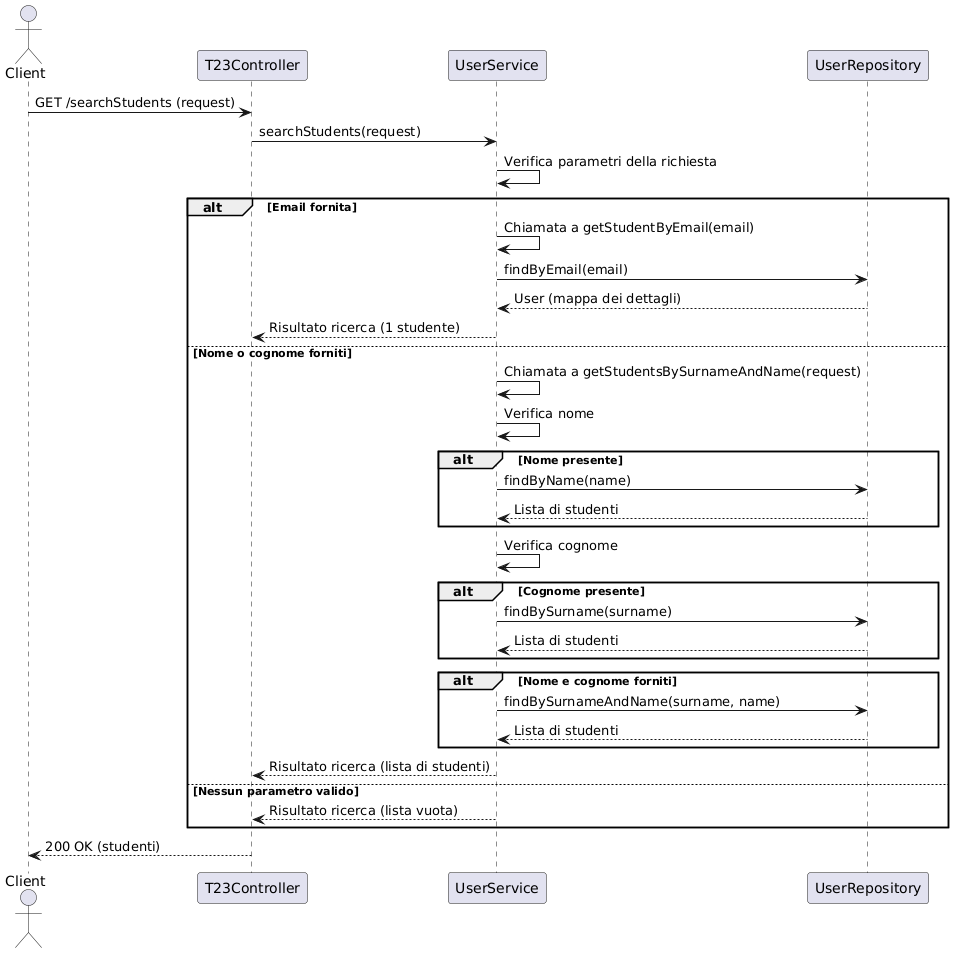 Client
T23Controller
UserService
UserRepository
GET /searchStudents (request)
searchStudents(request)
Verifica parametri della richiesta
alt
[Email fornita]
Chiamata a getStudentByEmail(email)
findByEmail(email)
User (mappa dei dettagli)
Risultato ricerca (1 studente)
[Nome o cognome forniti]
Chiamata a getStudentsBySurnameAndName(request)
Verifica nome
alt
[Nome presente]
findByName(name)
Lista di studenti
Verifica cognome
alt
[Cognome presente]
findBySurname(surname)
Lista di studenti
alt
[Nome e cognome forniti]
findBySurnameAndName(surname, name)
Lista di studenti
Risultato ricerca (lista di studenti)
[Nessun parametro valido]
Risultato ricerca (lista vuota)
200 OK (studenti)
Client
T23Controller
UserService
UserRepository